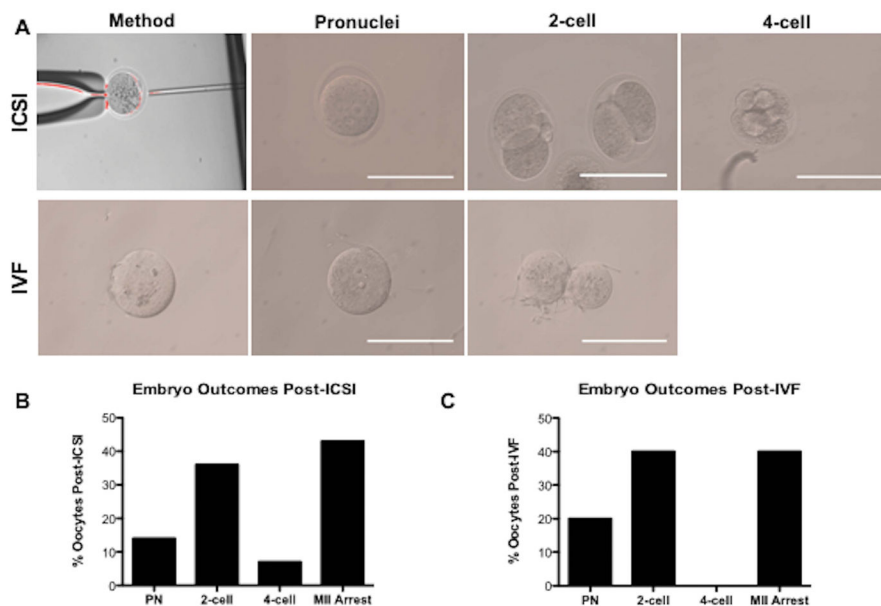 A
Method
Pronuclei
2-cell
4-cell
ICSI
IVF
B
Embryo Outcomes Post-ICSI
% Oocytes Post-ICSI
50
40
30
20
10
0
PN
2-cell
4-cell
MII Arrest
C
Embryo Outcomes Post-IVF
% Oocytes Post-IVF
50
40
30
20
10
0
PN
2-cell
4-cell
MII Arrest